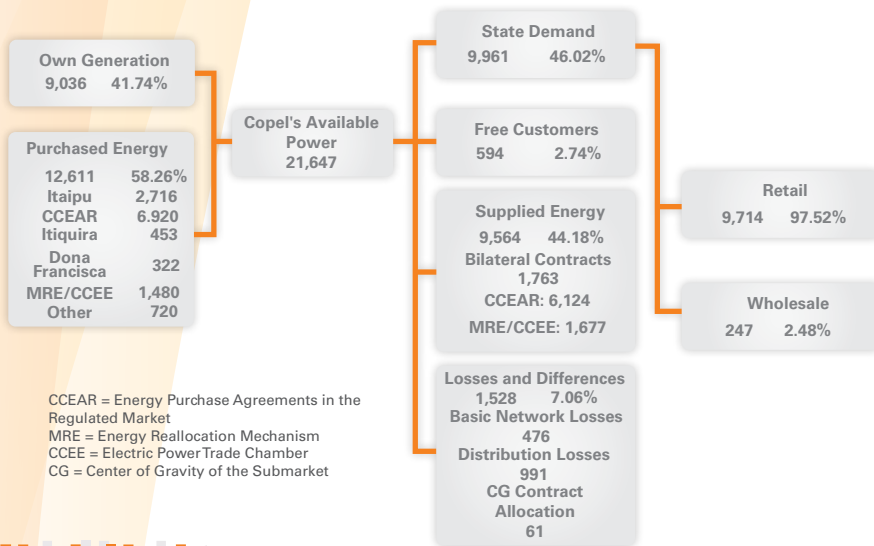 Own Generation
9,036 41.74%
Purchased Energy
12,611 58.26%
Itaipu 2,716
CCEAR 6.920
Itiquira 453
Dona
Francisca 322
MRE/CCEE 1,480
Other 720
Copel's Available
Power
21,647
State Demand
9,961 46.02%
Free Customers
594 2.74%
Supplied Energy
9,564 44.18%
Bilateral Contracts
1,763
CCEAR: 6,124
MRE/CCEE: 1,677
Losses and Differences
1,528 7.06%
Basic Network Losses
476
Distribution Losses
991
CG Contract
Allocation
61
Retail
9,714 97.52%
Wholesale
247 2.48%
CCEAR = Energy Purchase Agreements in the
Regulated Market
MRE = Energy Reallocation Mechanism
CCEE = Electric Power Trade Chamber
CG = Center of Gravity of the Submarket